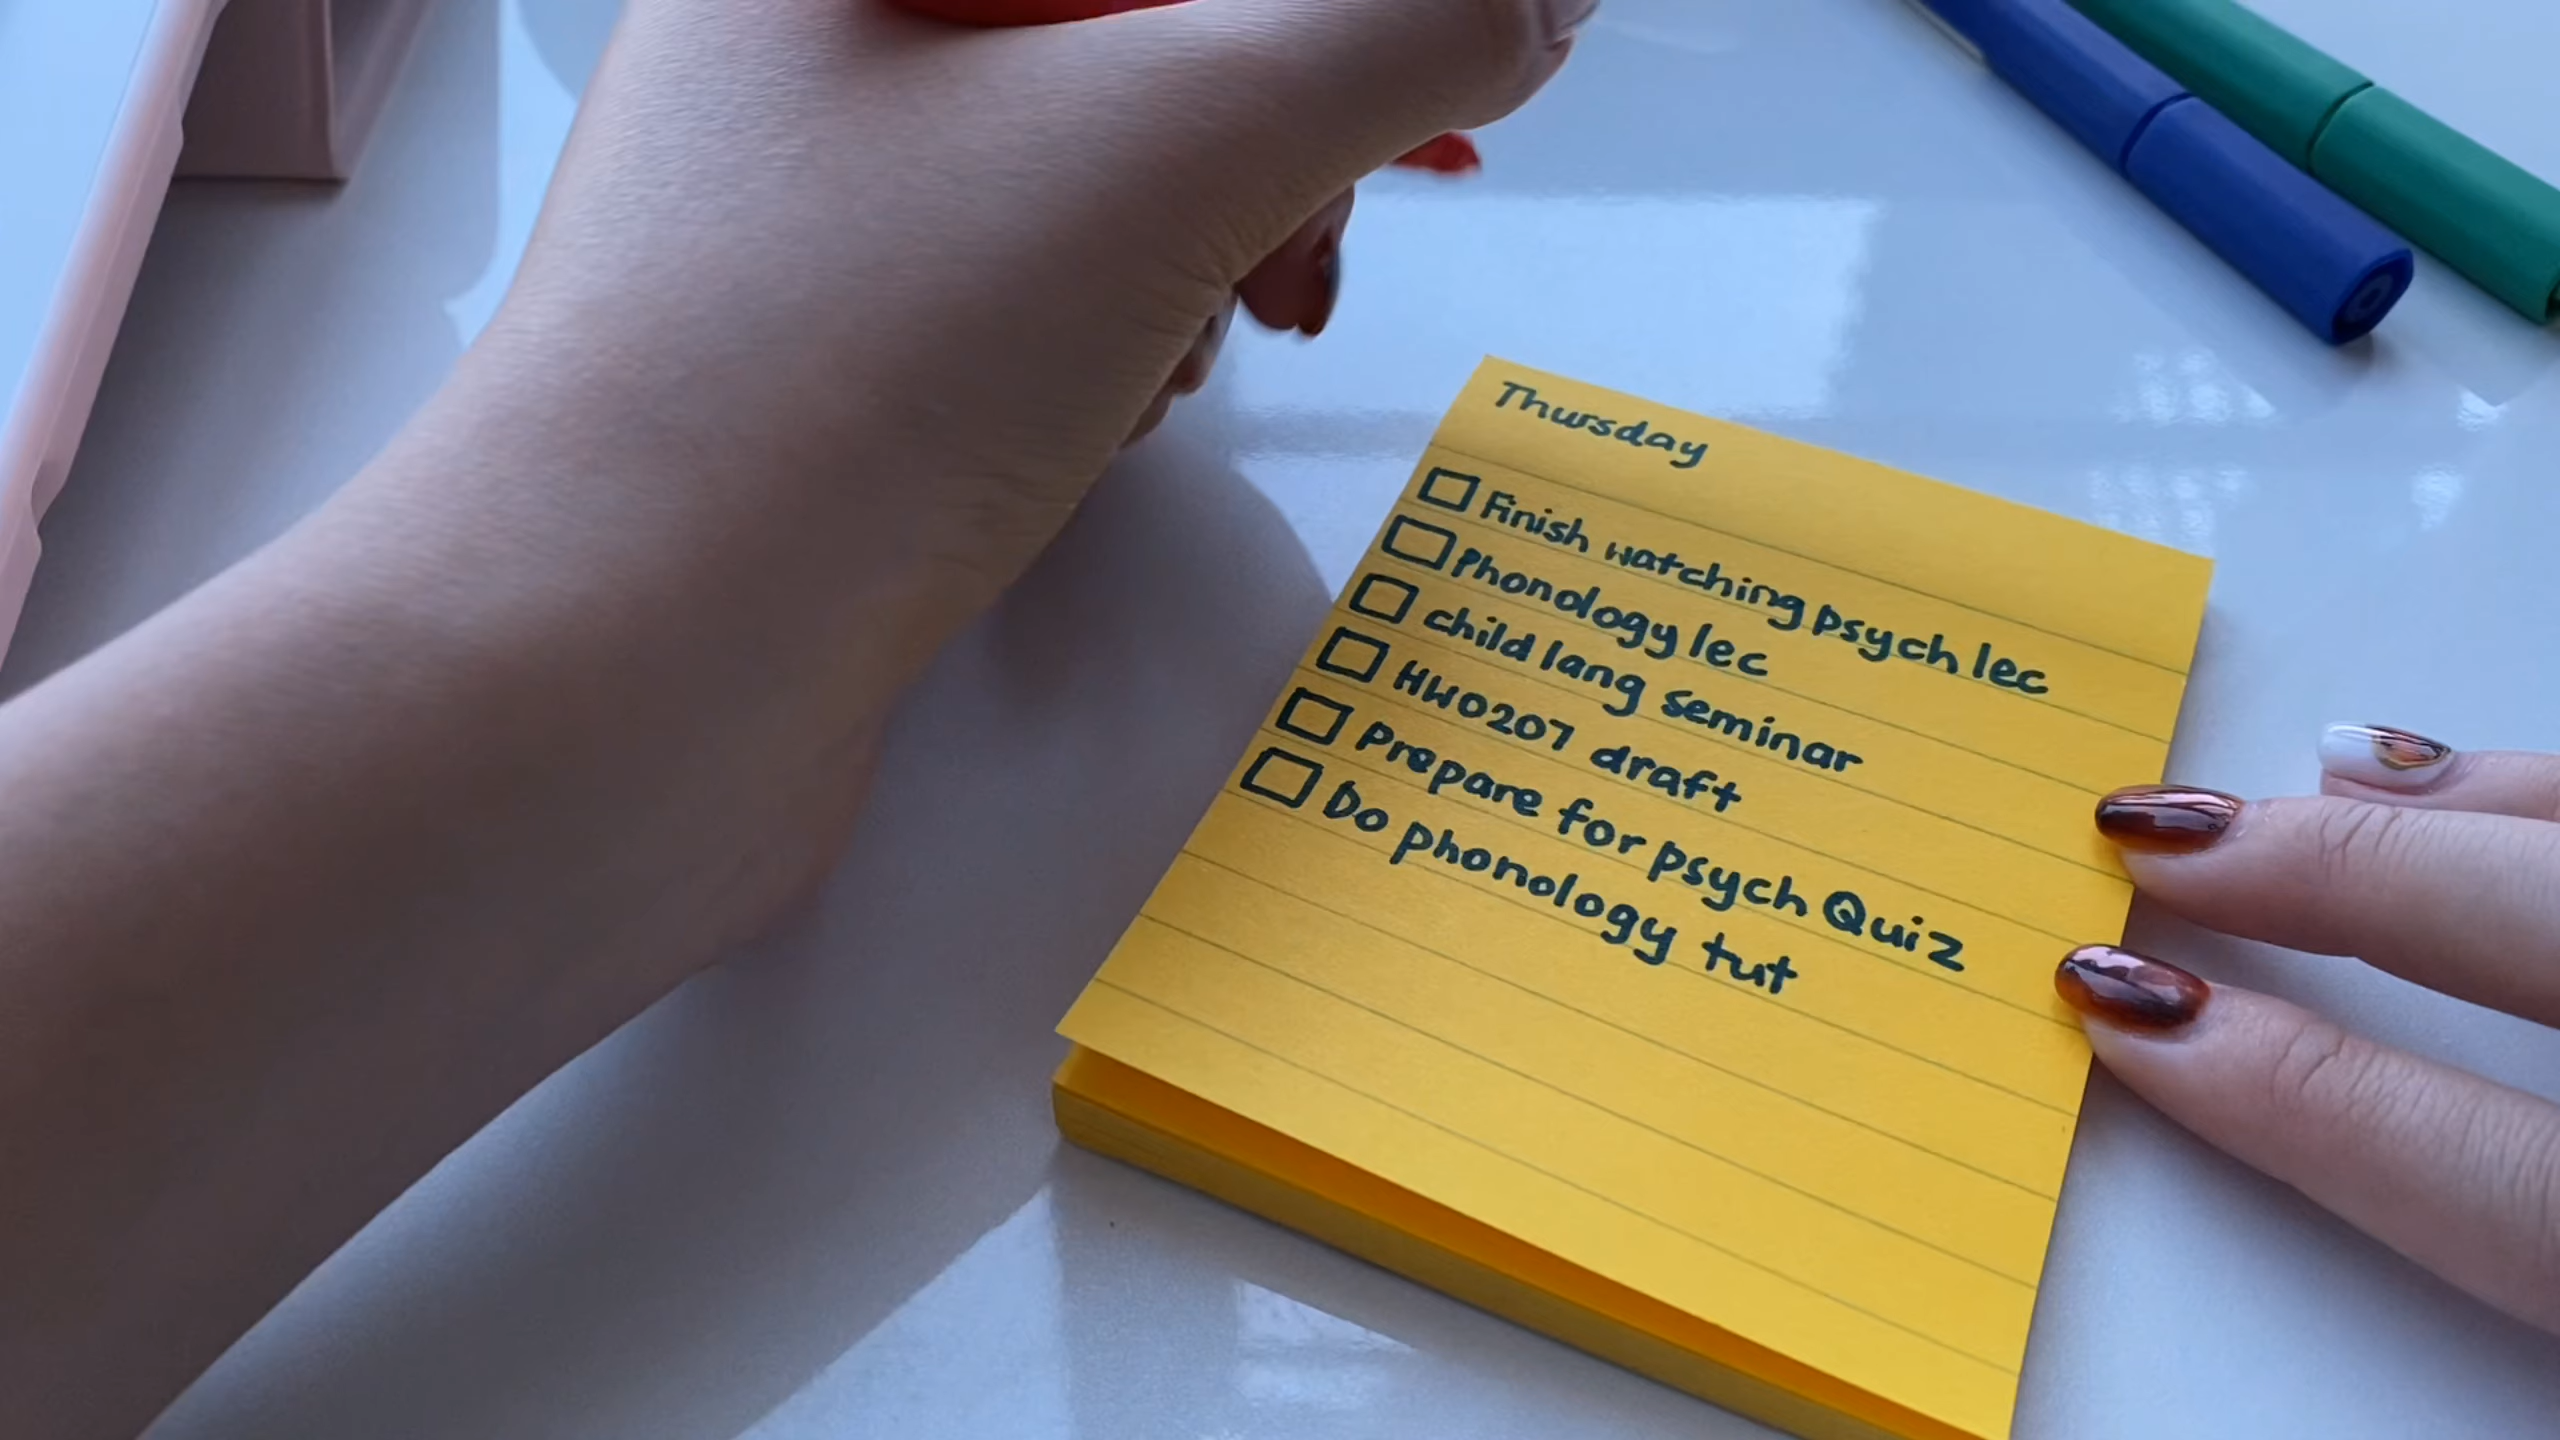 Thursday
Finish watching psych lec
Phonology lec
child lang seminar
HW0207 draft
Prepare for psych Quiz
Do phonology tut